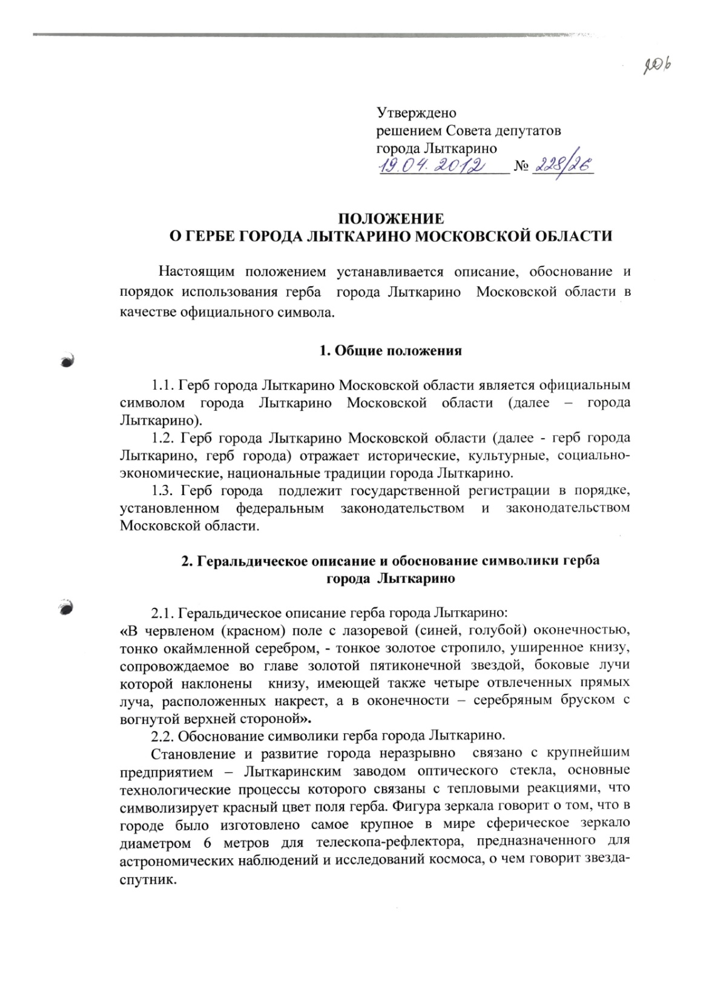 206
Утверждено
решением Совета депутатов
города Лыткарино
19.04.2012 № 228/26
ПОЛОЖЕНИЕ
О ГЕРБЕ ГОРОДА ЛЫТКАРИНО МОСКОВСКОЙ ОБЛАСТИ
Настоящим положением устанавливается описание, обоснование и
порядок использования герба города Лыткарино Московской области в
качестве официального символа.
1. Общие положения
1.1. Герб города Лыткарино Московской области является официальным
символом города Лыткарино Московской области (далее – города
Лыткарино).
1.2. Герб города Лыткарино Московской области (далее - герб города
Лыткарино, герб города) отражает исторические, культурные, социально-
экономические, национальные традиции города Лыткарино.
1.3. Герб города подлежит государственной регистрации в порядке,
установленном федеральным законодательством и законодательством
Московской области.
2. Геральдическое описание и обоснование символики герба
города Лыткарино
2.1. Геральдическое описание герба города Лыткарино:
«В червленом (красном) поле с лазоревой (синей, голубой) оконечностью,
тонко окаймленной серебром, - тонкое золотое стропило, уширенное книзу,
сопровождаемое во главе золотой пятиконечной звездой, боковые лучи
которой наклонены книзу, имеющей также четыре отвлеченных прямых
луча, расположенных накрест, а в оконечности – серебряным бруском с
вогнутой верхней стороной».
2.2. Обоснование символики герба города Лыткарино.
Становление и развитие города неразрывно связано с крупнейшим
предприятием – Лыткаринским заводом оптического стекла, основные
технологические процессы которого связаны с тепловыми реакциями, что
символизирует красный цвет поля герба. Фигура зеркала говорит о том, что в
городе было изготовлено самое крупное в мире сферическое зеркало
диаметром 6 метров для телескопа-рефлектора, предназначенного для
астрономических наблюдений и исследований космоса, о чем говорит звезда-
спутник.